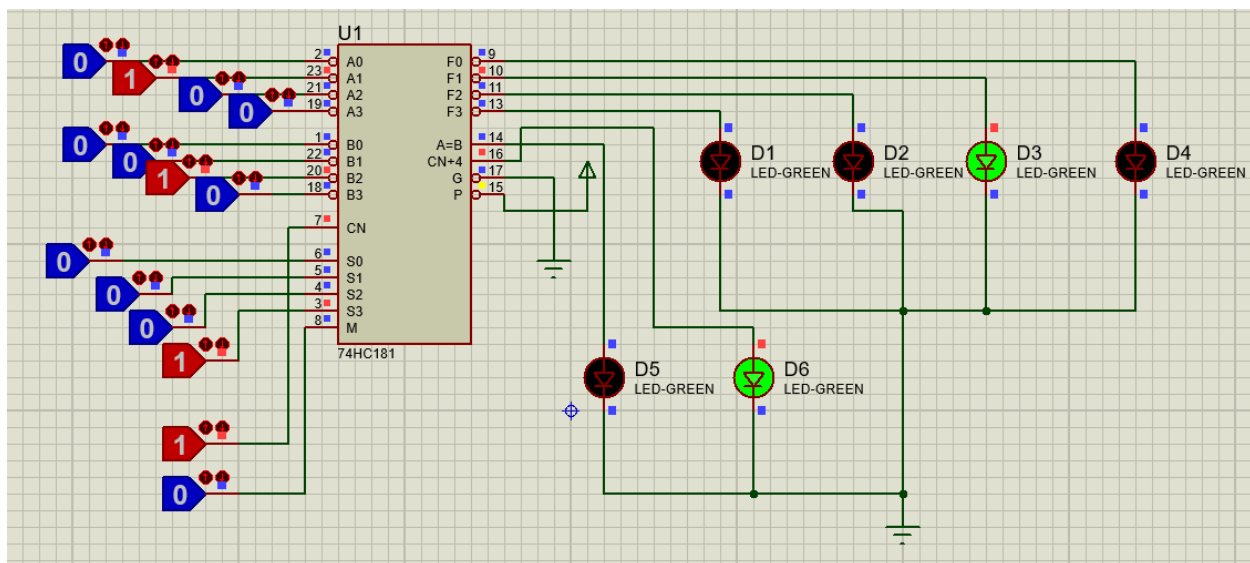 U1
0
1
0
0
0
0
1
0
0
0
0
1
1
0
2
23
21
19
1
22
20
18
7
6
5
4
3
8
A0
A1
A2
A3
B0
B1
B2
B3
CN
S0
S1
S2
S3
M
F0
F1
F2
F3
A=B
CN+4
G
P
9
10
11
13
14
16
17
15
74HC181
D1
LED-GREEN
D2
LED-GREEN
D3
LED-GREEN
D4
LED-GREEN
D5
LED-GREEN
D6
LED-GREEN